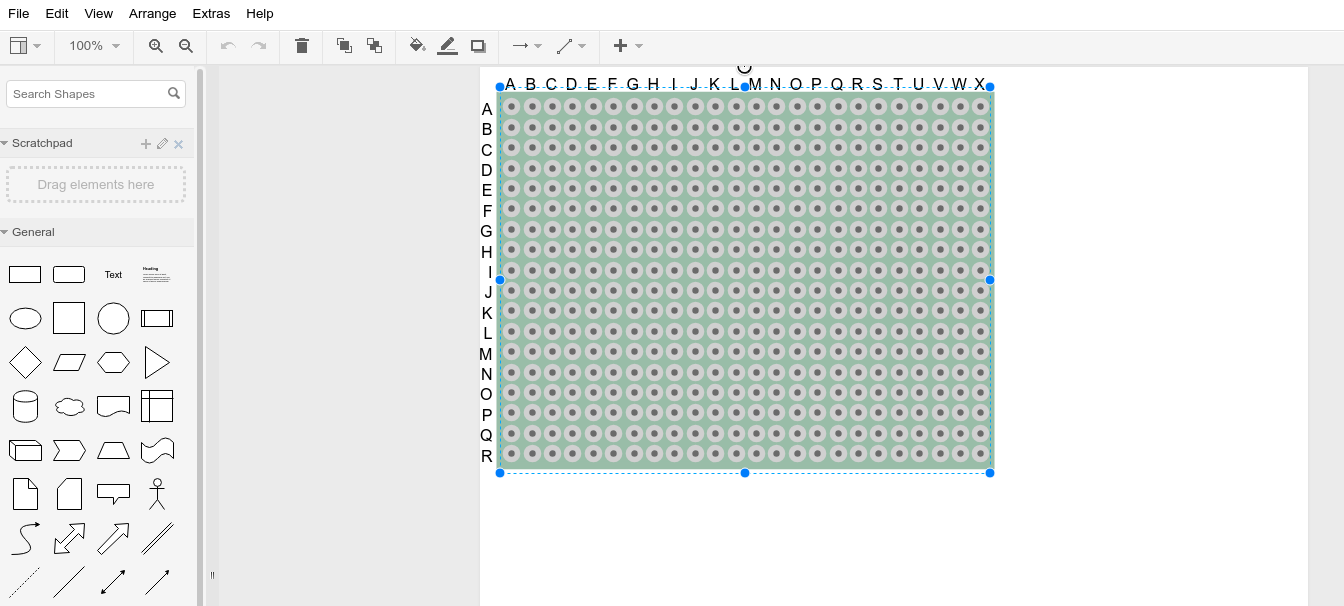 File Edit View Arrange Extras Help
100%
Search Shapes
Scratchpad
Drag elements here
General
Text
Heading
A B C D E F G H I J K L M N O P Q R S T U V W X
A
B
C
D
E
F
G
H
I
J
K
L
M
N
O
P
Q
R